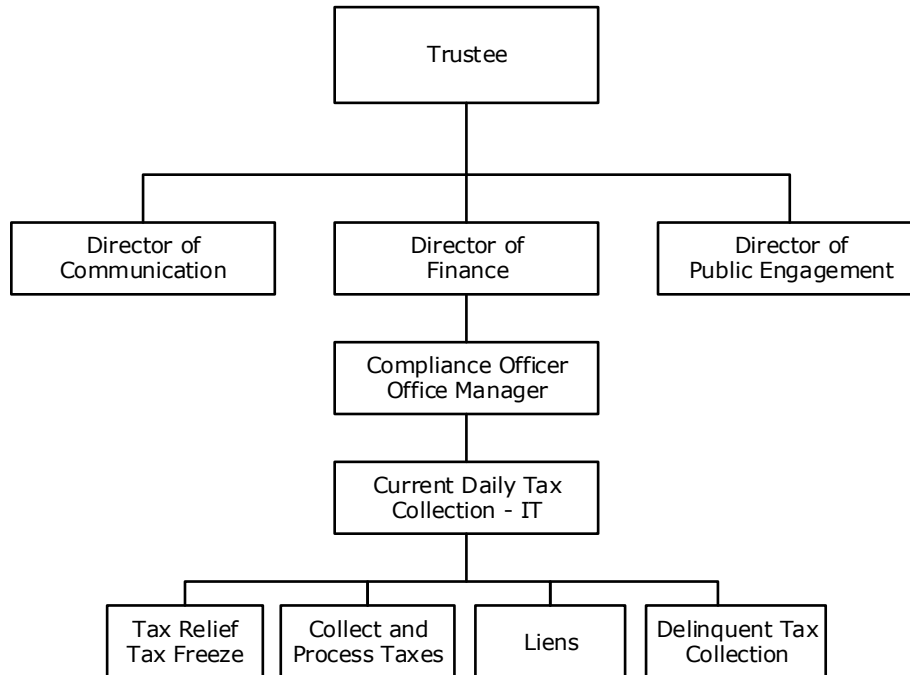 Trustee
Director of
Communication
Director of
Finance
Director of
Public Engagement
Compliance Officer
Office Manager
Current Daily Tax
Collection - IT
Tax Relief
Tax Freeze
Collect and
Process Taxes
Liens
Delinquent Tax
Collection